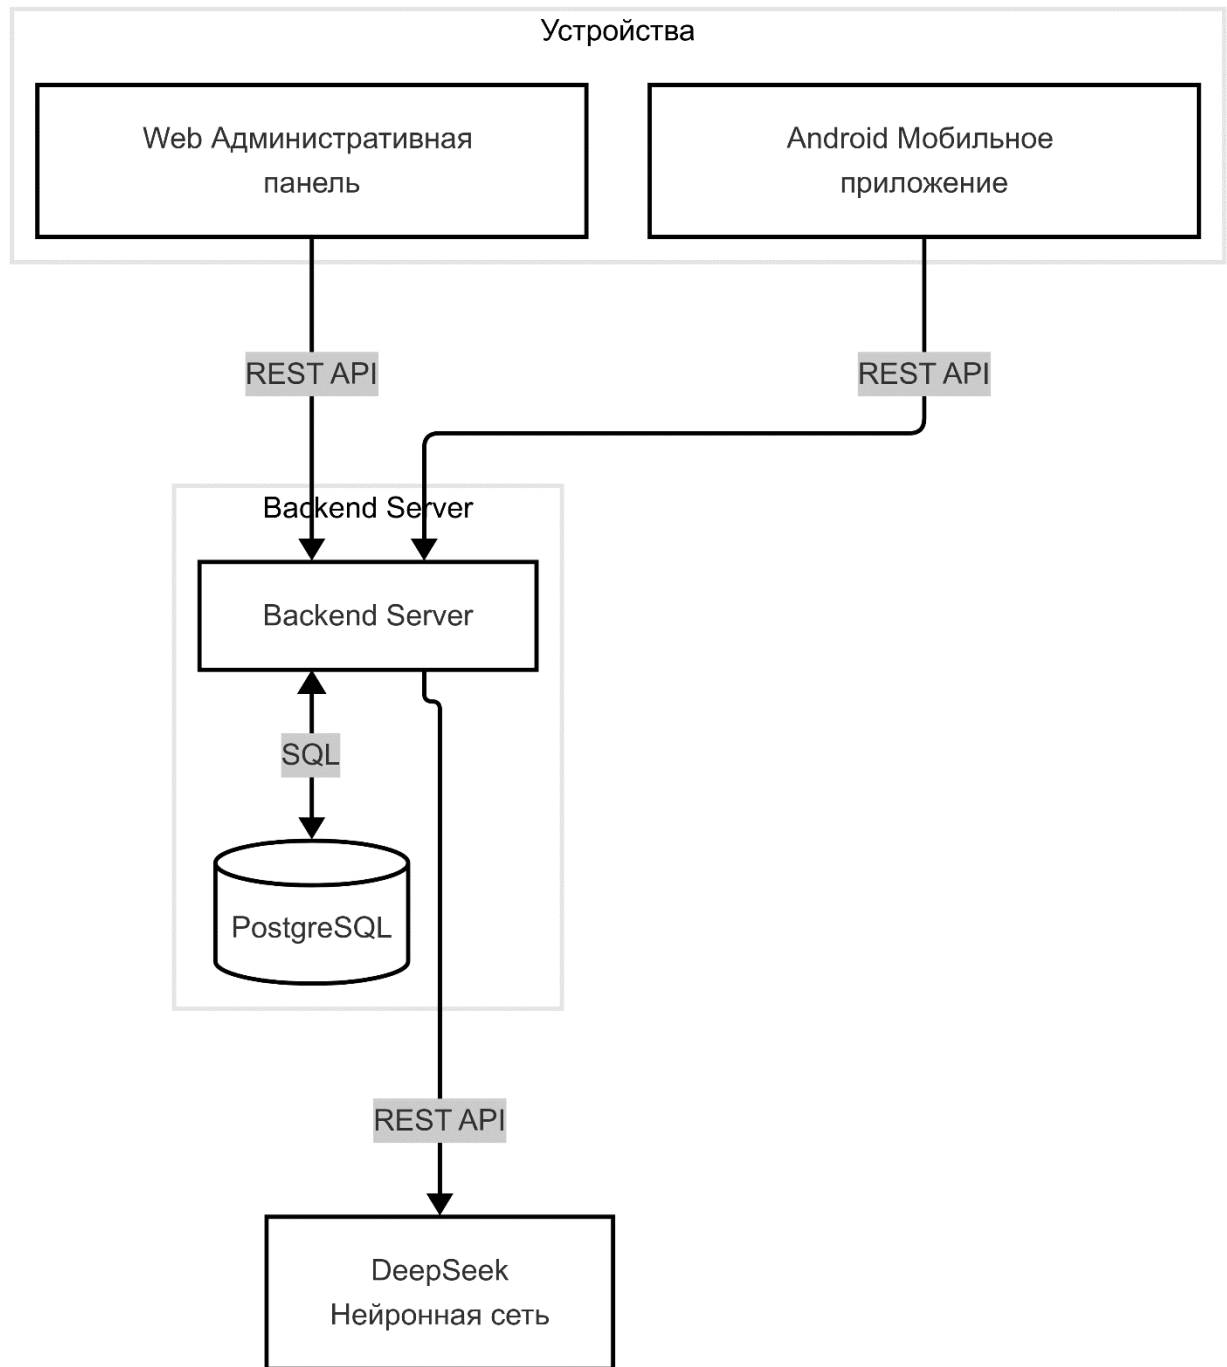 Устройства
Web Административная
панель
Android Мобильное
приложение
REST API
REST API
Backend Server
Backend Server
SQL
PostgreSQL
REST API
DeepSeek
Нейронная сеть